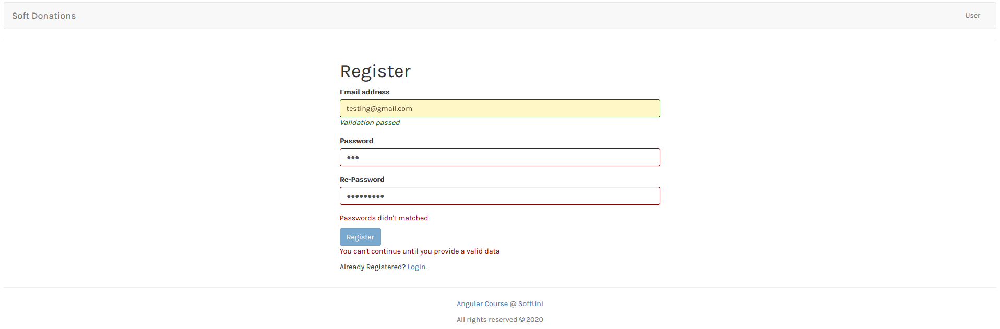 Soft Donations
User
Register
Email address
testing@gmail.com
Validation passed
Password
•••
Re-Password
•••••••••
Passwords didn't matched
Register
You can't continue until you provide a valid data
Already Registered? Login.
Angular Course @ SoftUni
All rights reserved © 2020